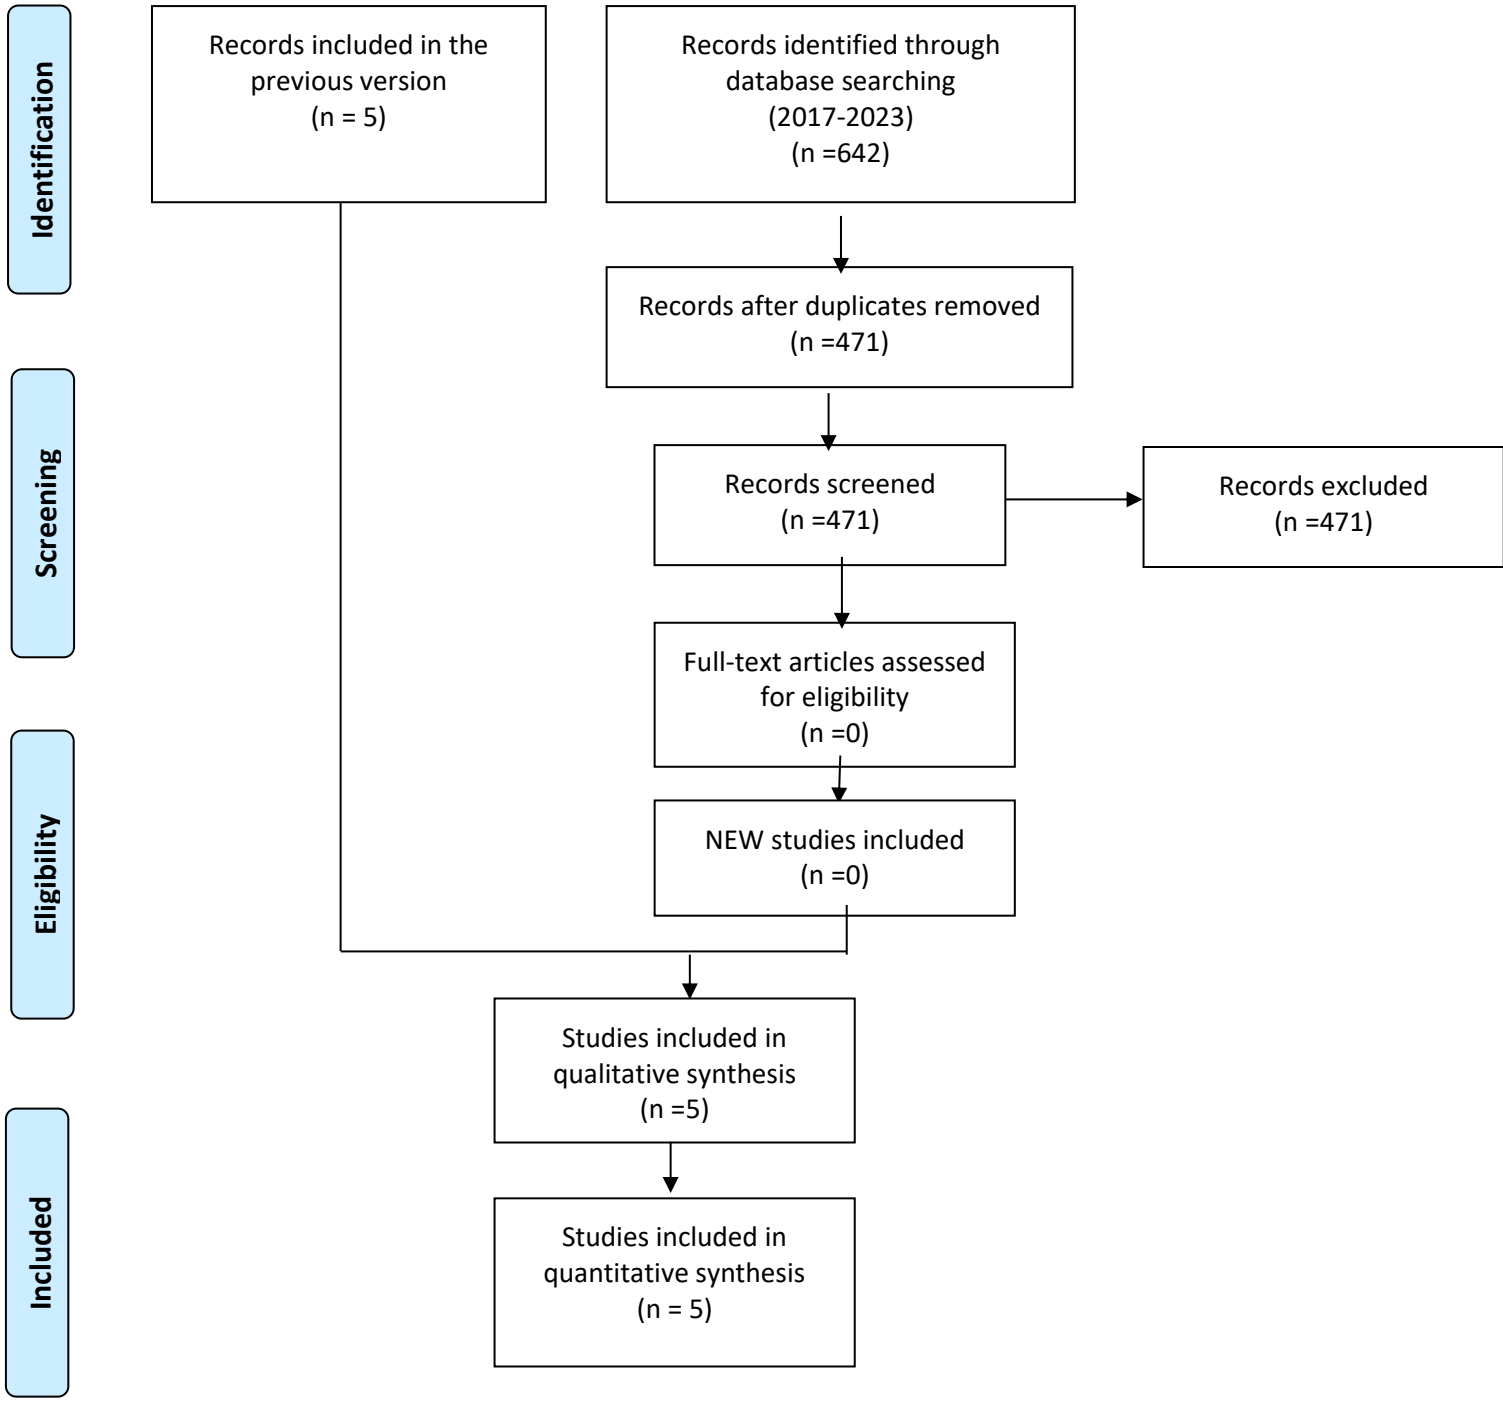 Identification
Records included in the
previous version
(n = 5)
Records identified through
database searching
(2017-2023)
(n =642)
Records after duplicates removed
(n =471)
Screening
Records screened
(n =471)
Records excluded
(n =471)
Full-text articles assessed
for eligibility
(n =0)
Eligibility
NEW studies included
(n =0)
Studies included in
qualitative synthesis
(n =5)
Included
Studies included in
quantitative synthesis
(n = 5)